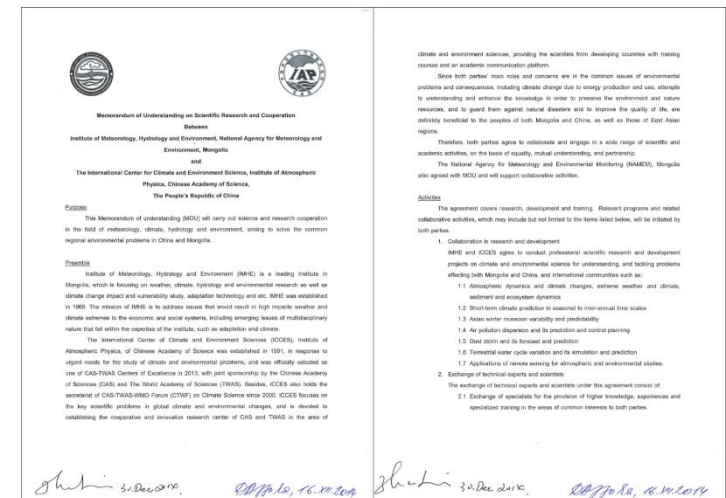 IAP
Memorandum of Understanding on Scientific Research and Cooperation
Between
Institute of Meteorology, Hydrology and Environment, National Agency for Meteorology and
Environment, Mongolia
and
The International Center for Climate and Environment Science, Institute of Atmospheric
Physics, Chinese Academy of Science,
The People's Republic of China
Purpose
This Memorandum of understanding (MOU) will carry out science and research cooperation
in the field of meteorology, climate, hydrology and environment, aiming to solve the common
regional environmental problems in China and Mongolia.
Preamble
Institute of Meteorology, Hydrology and Environment (IMHE) is a leading Institute in
Mongolia, which is focusing on weather, climate, hydrology and environmental research as well as
climate change impact and vulnerability study, adaptation technology and etc. IMHE was established
in 1966. The mission of IMHE is to address issues that would result in high impacts weather and
climate extremes to the economic and social systems, including emerging issues of multidisciplinary
nature that fall within the expertise of the institute, such as adaptation and climate.
The International Center of Climate and Environment Sciences (ICCES), Institute of
Atmospheric Physics, of Chinese Academy of Science was established in 1991, in response to
urgent needs for the study of climate and environmental problems, and was officially selected as
one of CAS-TWAS Centers of Excellence in 2013, with joint sponsorship by the Chinese Academy
of Sciences (CAS) and The World Academy of Sciences (TWAS). Besides, ICCES also holds the
secretariat of CAS-TWAS-WMO Forum (CTWF) on Climate Science since 2000. ICCES focuses on
the key scientific problems in global climate and environmental changes, and is devoted to
establishing the cooperative and innovation research center of CAS and TWAS in the area of
30.Dec 2014. 16.XII.2014
climate and environment sciences, providing the scientists from developing countries with training
courses and an academic communication platform.
Since both parties' main roles and concerns are in the common issues of environmental
problems and consequences, including climate change due to energy production and use, attempts
to understanding and enhance the knowledge in order to preserve the environment and nature
resources, and to guard them against natural disasters and to improve the quality of life, are
definitely beneficial to the peoples of both Mongolia and China, as well as those of East Asian
regions.
Therefore, both parties agree to collaborate and engage in a wide range of scientific and
academic activities, on the basis of equality, mutual understanding, and partnership.
The National Agency for Meteorology and Environmental Monitoring (NAMEM), Mongolia
also agreed with MOU and will support collaborative activities.
Activities
The agreement covers research, development and training. Relevant programs and related
collaborative activities, which may include but not limited to the items listed below, will be initiated by
both parties.
1. Collaboration in research and development
IMHE and ICCES agree to conduct professional scientific research and development
projects on climate and environmental science for understanding, and tackling problems
effecting both Mongolia and China, and international communities such as:
1.1 Atmospheric dynamics and climate changes, extreme weather and climate,
sediment and ecosystem dynamics
1.2 Short-term climate prediction in seasonal to inter-annual time scales
1.3 Asian winter monsoon variability and predictability
1.4 Air pollution dispersion and its prediction and control planning
1.5 Dust storm and its forecast and prediction
1.6 Terrestrial water cycle variation and its simulation and prediction
1.7 Applications of remote sensing for atmospheric and environmental studies.
2. Exchange of technical experts and scientists
The exchange of technical experts and scientists under this agreement consist of:
2.1 Exchange of specialists for the provision of higher knowledge, experiences and
specialized training in the areas of common interests to both parties.
30.Dec 2014. 16.XII.2014